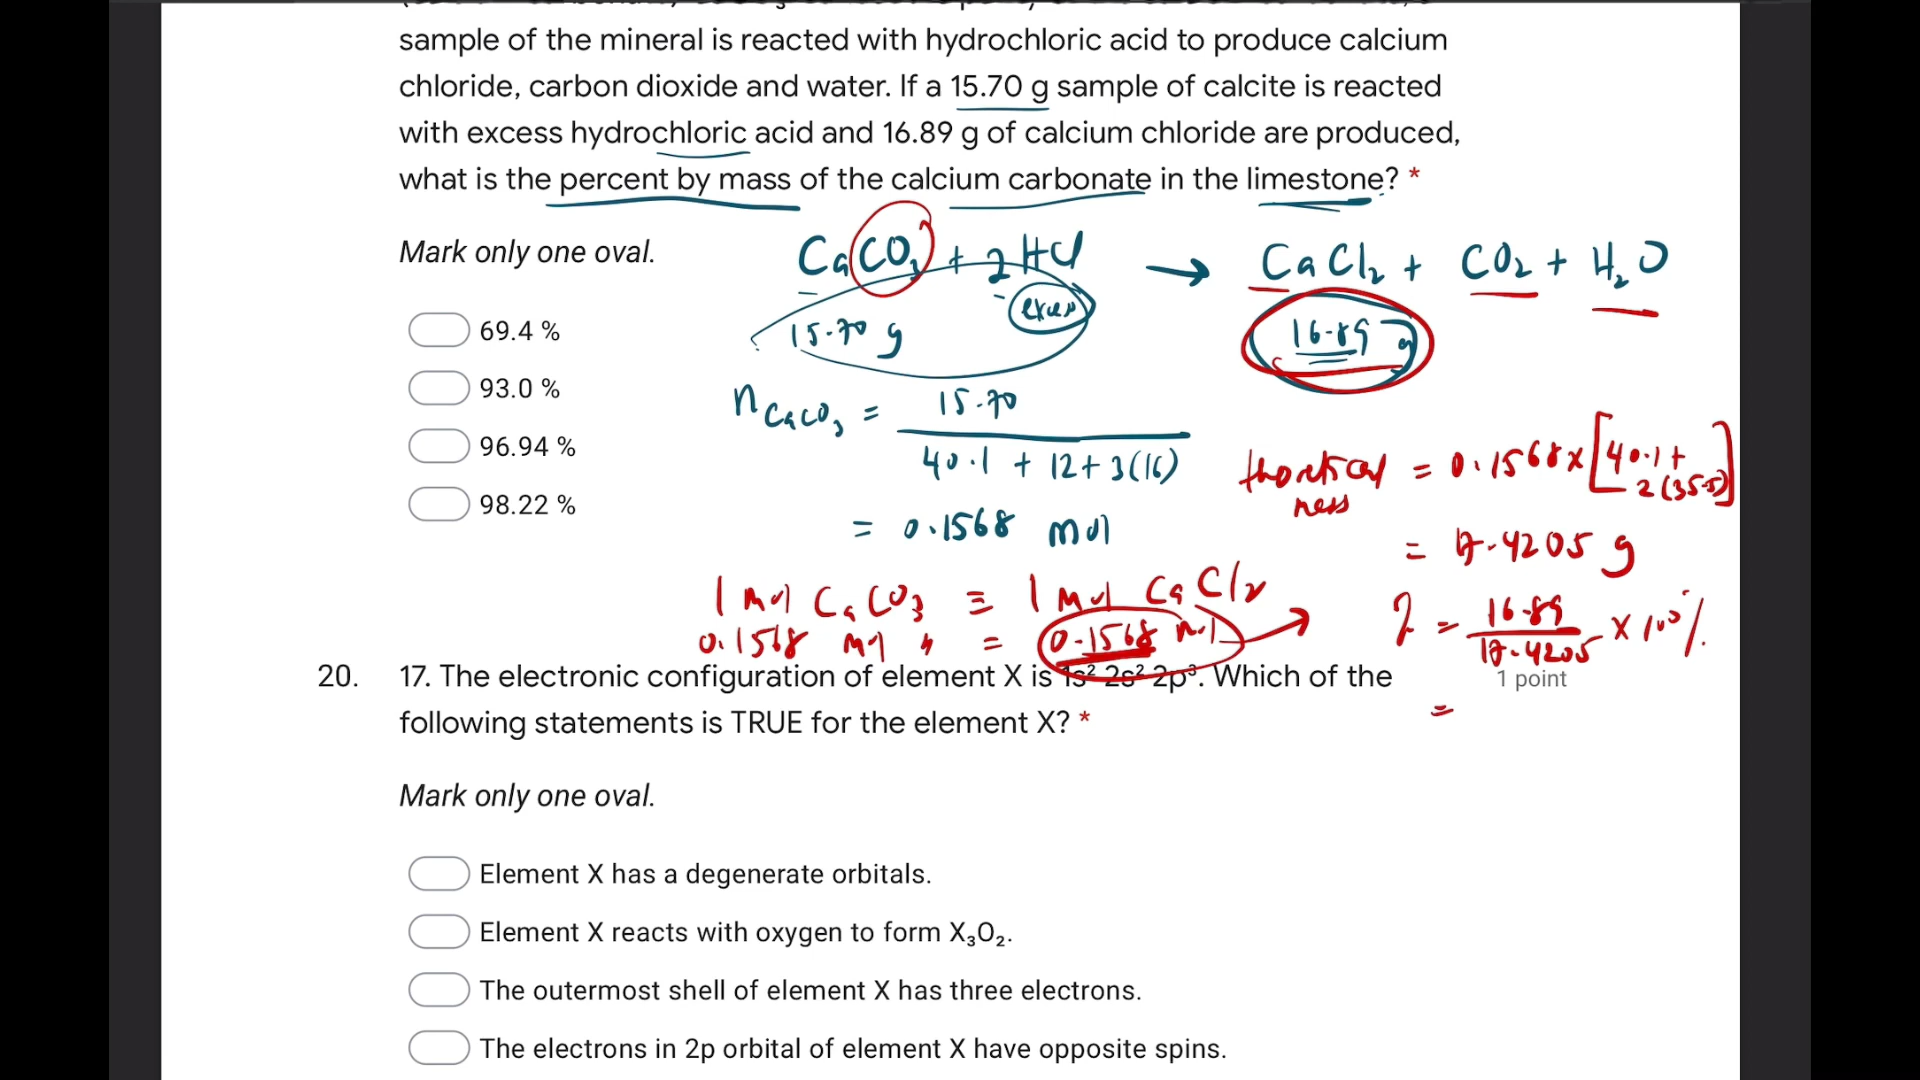 sample of the mineral is reacted with hydrochloric acid to produce calcium
chloride, carbon dioxide and water. If a 15.70 g sample of calcite is reacted
with excess hydrochloric acid and 16.89 g of calcium chloride are produced,
what is the percent by mass of the calcium carbonate in the limestone? *
Mark only one oval.
CaCO₃ + 2HCl → CaCl₂ + CO₂ + H₂O
15.70 g excess 16.89 g
69.4 %
93.0 %
96.94 %
98.22 %
nCaCO₃ = 15.70
40.1 + 12 + 3(16)
= 0.1568 mol
theoretical mass = 0.1568 x [40.1 + 2(35.5)]
= 17.4205 g
1 mol CaCO₃ ≡ 1 mol CaCl₂
0.1568 mol " = 0.1568 mol
% = 16.89 / 17.4205 x 100%
=
20. 17. The electronic configuration of element X is 1s² 2s² 2p³. Which of the 1 point
following statements is TRUE for the element X? *
Mark only one oval.
Element X has a degenerate orbitals.
Element X reacts with oxygen to form X₃O₂.
The outermost shell of element X has three electrons.
The electrons in 2p orbital of element X have opposite spins.